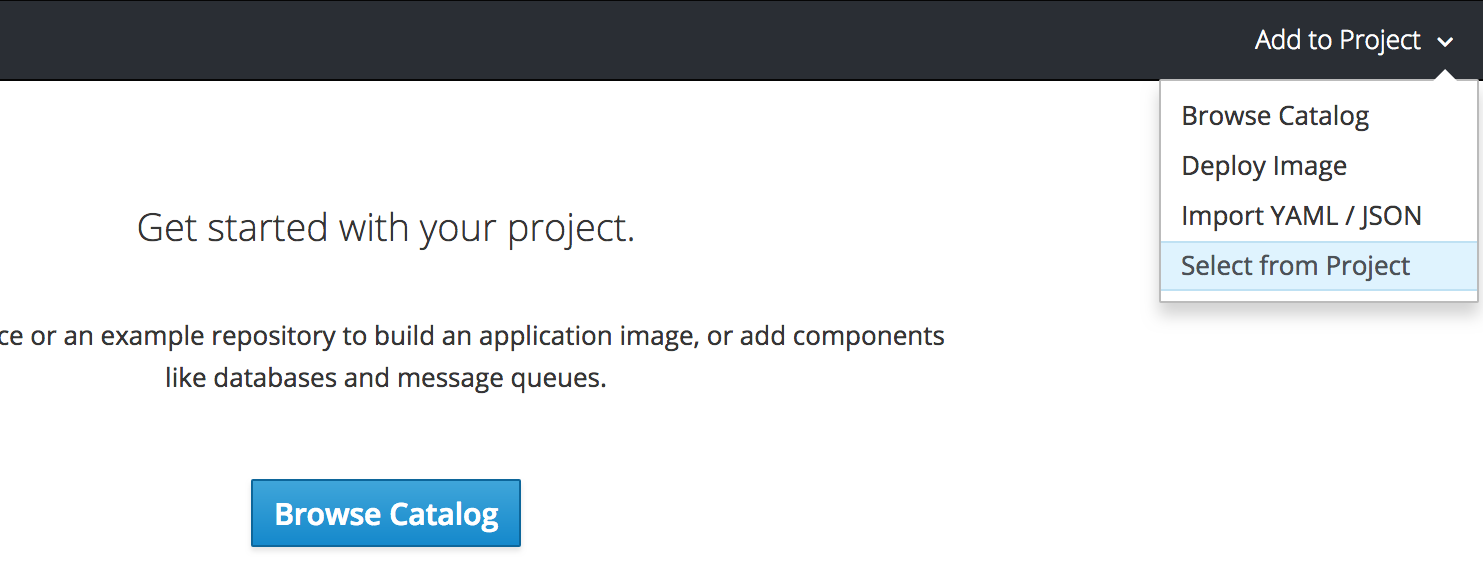 Add to Project
Browse Catalog
Deploy Image
Import YAML / JSON
Select from Project
Get started with your project.
or an example repository to build an application image, or add components
like databases and message queues.
Browse Catalog